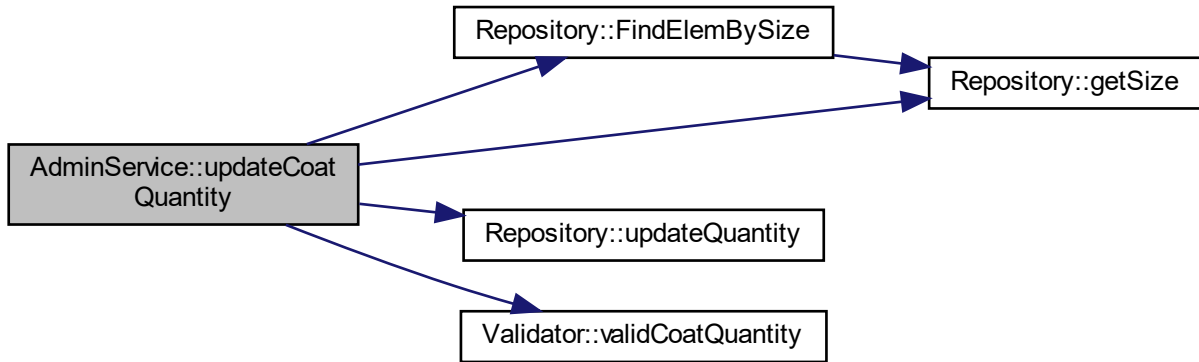 Repository::FindElemBySize
Repository::getSize
AdminService::updateCoat
Quantity
Repository::updateQuantity
Validator::validCoatQuantity